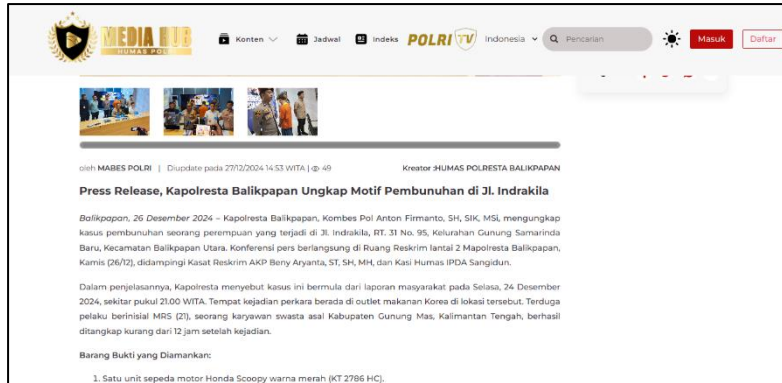 MEDIA HUB
HUMAS POLRI
Konten
Jadwal
Indeks
POLRI TV
Indonesia
Pencarian
Masuk
Daftar
oleh MABES POLRI | Diupdate pada 27/12/2024 14:53 WITA | 49
Kreator :HUMAS POLRESTA BALIKPAPAN
Press Release, Kapolresta Balikpapan Ungkap Motif Pembunuhan di Jl. Indrakila
Balikpapan, 26 Desember 2024 – Kapolresta Balikpapan, Kombes Pol Anton Firmanto, SH, SIK, MSi, mengungkap
kasus pembunuhan seorang perempuan yang terjadi di Jl. Indrakila, RT. 31 No. 95, Kelurahan Gunung Samarinda
Baru, Kecamatan Balikpapan Utara. Konferensi pers berlangsung di Ruang Reskrim lantai 2 Mapolresta Balikpapan,
Kamis (26/12), didampingi Kasat Reskrim AKP Beny Aryanta, ST, SH, MH, dan Kasi Humas IPDA Sangidun.
Dalam penjelasannya, Kapolresta menyebut kasus ini bermula dari laporan masyarakat pada Selasa, 24 Desember
2024, sekitar pukul 21.00 WITA. Tempat kejadian perkara berada di outlet makanan Korea di lokasi tersebut. Terduga
pelaku berinisial MRS (21), seorang karyawan swasta asal Kabupaten Gunung Mas, Kalimantan Tengah, berhasil
ditangkap kurang dari 12 jam setelah kejadian.
Barang Bukti yang Diamankan:
1. Satu unit sepeda motor Honda Scoopy warna merah (KT 2786 HC).